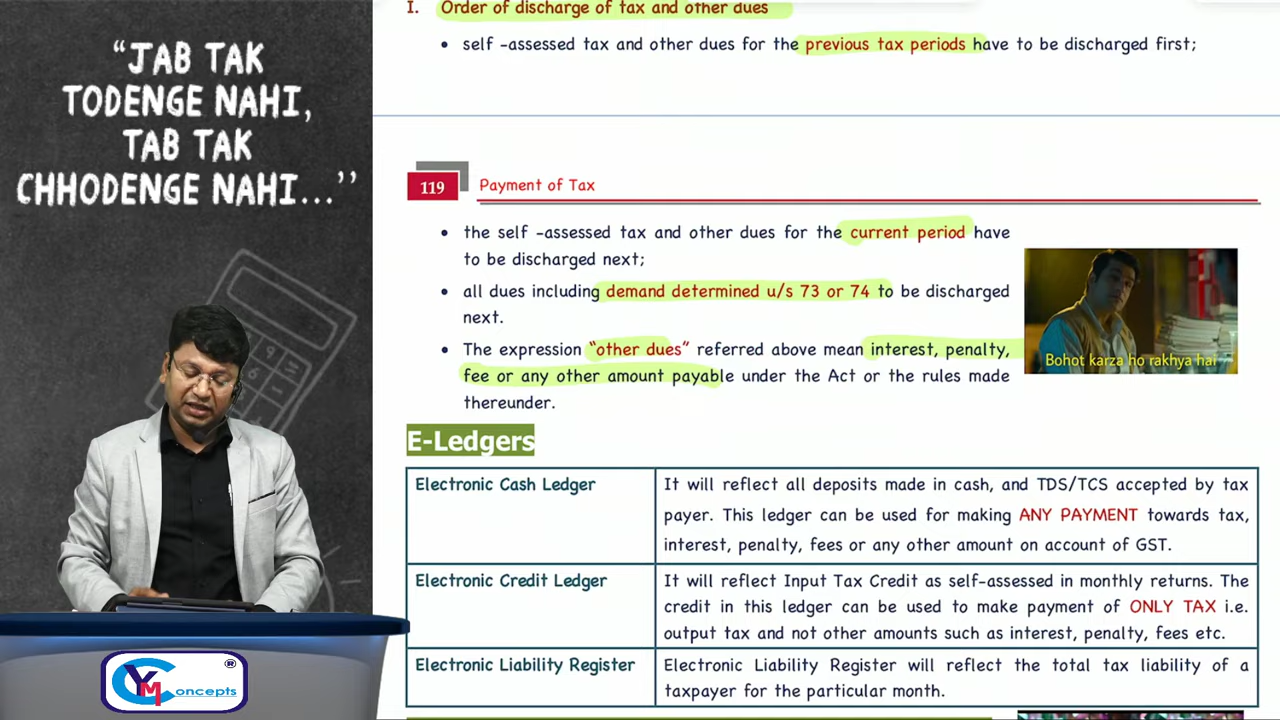 “JAB TAK
TODENGE NAHI,
TAB TAK
CHHODENGE NAHI...’’
I. Order of discharge of tax and other dues
• self -assessed tax and other dues for the previous tax periods have to be discharged first;
119 Payment of Tax
• the self -assessed tax and other dues for the current period have
to be discharged next;
• all dues including demand determined u/s 73 or 74 to be discharged
next.
• The expression “other dues” referred above mean interest, penalty,
fee or any other amount payable under the Act or the rules made
thereunder.
Bohot karza ho rakhya hai
E-Ledgers
Electronic Cash Ledger
It will reflect all deposits made in cash, and TDS/TCS accepted by tax
payer. This ledger can be used for making ANY PAYMENT towards tax,
interest, penalty, fees or any other amount on account of GST.
Electronic Credit Ledger
It will reflect Input Tax Credit as self-assessed in monthly returns. The
credit in this ledger can be used to make payment of ONLY TAX i.e.
output tax and not other amounts such as interest, penalty, fees etc.
Electronic Liability Register
Electronic Liability Register will reflect the total tax liability of a
taxpayer for the particular month.
YMConcepts ®